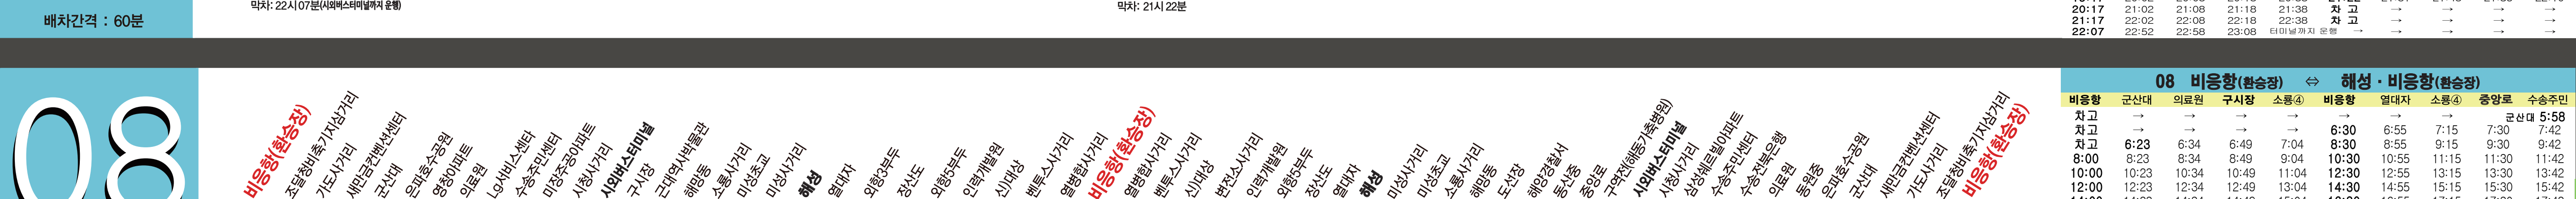 배차간격 : 60분
막차: 22시 07분(시외버스터미널까지 운행)
막차: 21시 22분
20:17 21:02 21:08 21:18 21:38 차 고 → → → →
21:17 22:02 22:08 22:18 22:38 차 고 → → → →
22:07 22:52 22:58 23:08 터미널까지 운행 → → → → →
08
비응항(환승장)
조달청비축기지삼거리
가도사거리
새만금컨벤션센터
군산대
은파호수공원
영창아파트
의료원
LG서비스센타
수송주민센터
미장주공아파트
시청사거리
시외버스터미널
구시장
근대역사박물관
해망동
소룡사거리
미성초교
미성사거리
해성
열대자
외항3부두
장산도
외항5부두
인력개발원
신)대상
벤투스사거리
열병합사거리
비응항(환승장)
열병합사거리
벤투스사거리
신)대상
변전소사거리
인력개발원
외항5부두
장산도
열대자
해성
미성사거리
미성초교
소룡사거리
해망동
도선장
해양경찰서
동산중
중앙로
구역전(해동가축병원)
시외버스터미널
시청사거리
삼성쉐르빌아파트
수송주민센터
수송전북은행
의료원
동원중
은파호수공원
군산대
새만금컨벤션센터
가도사거리
조달청비축기지삼거리
비응항(환승장)
08 비응항(환승장) ⇔ 해성 · 비응항(환승장)
비응항 군산대 의료원 구시장 소룡④ 비응항 열대자 소룡④ 중앙로 수송주민
차고 → → → → → → → 군산대 5:58
차고 → → → → 6:30 6:55 7:15 7:30 7:42
차고 6:23 6:34 6:49 7:04 8:30 8:55 9:15 9:30 9:42
8:00 8:23 8:34 8:49 9:04 10:30 10:55 11:15 11:30 11:42
10:00 10:23 10:34 10:49 11:04 12:30 12:55 13:15 13:30 13:42
12:00 12:23 12:34 12:49 13:04 14:30 14:55 15:15 15:30 15:42